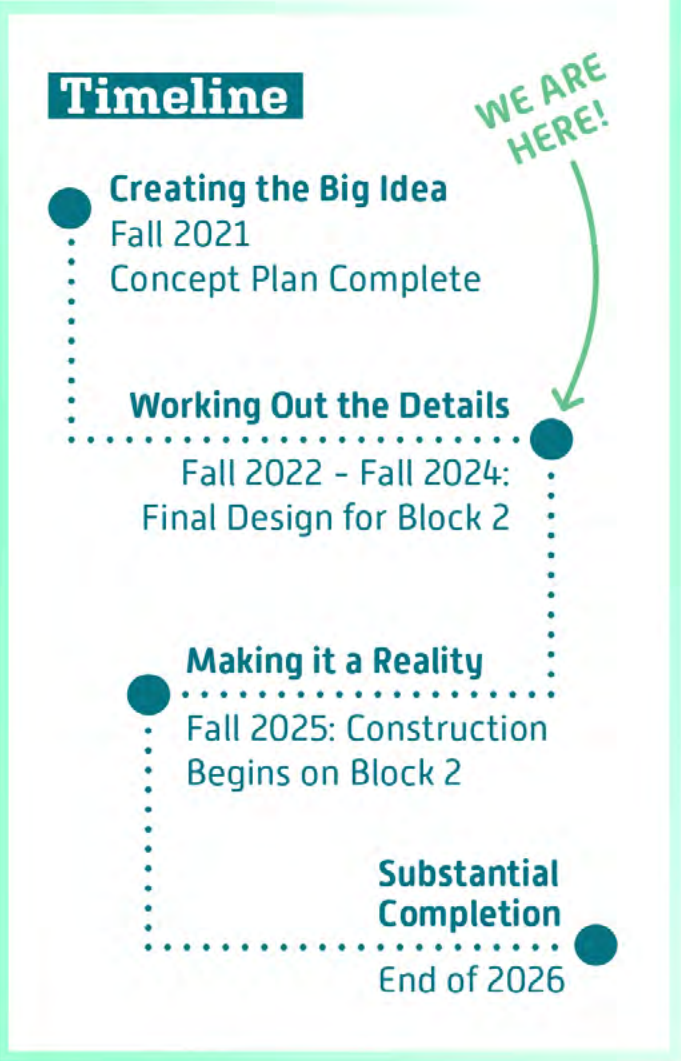 Timeline
WE ARE
HERE!
Creating the Big Idea
Fall 2021
Concept Plan Complete
Working Out the Details
Fall 2022 - Fall 2024:
Final Design for Block 2
Making it a Reality
Fall 2025: Construction
Begins on Block 2
Substantial
Completion
End of 2026